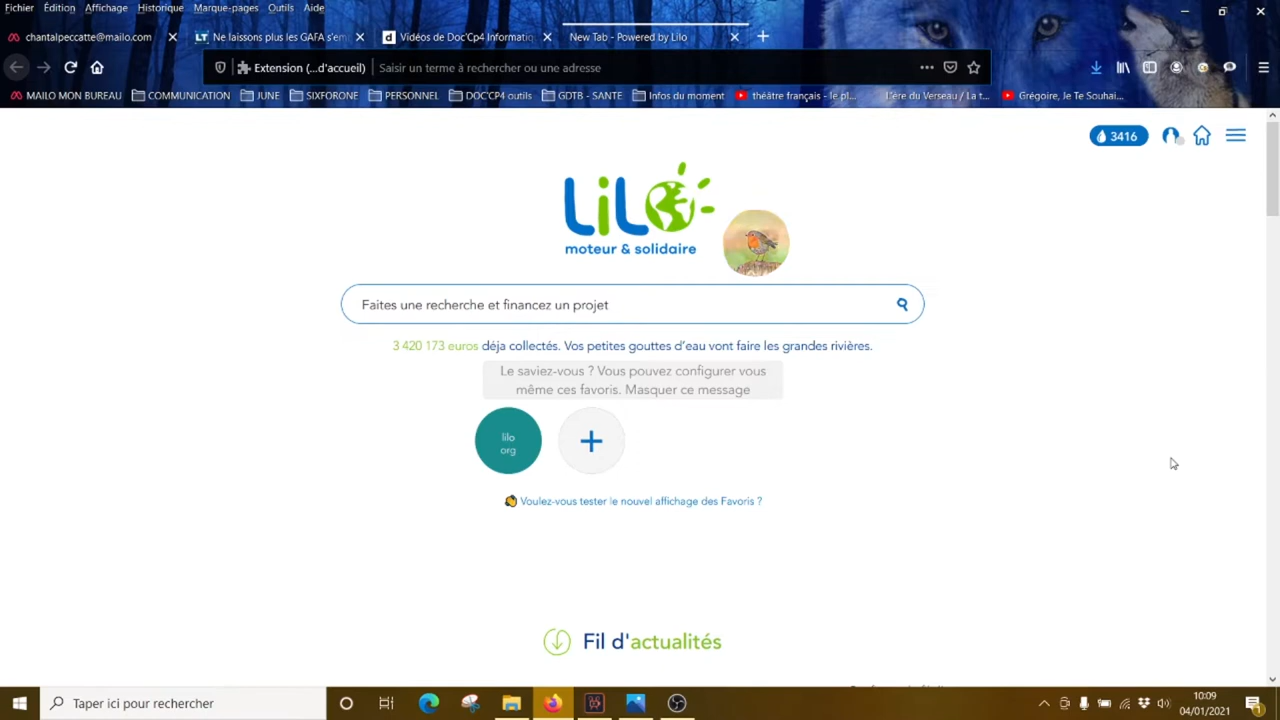 Fichier Édition Affichage Historique Marque-pages Outils Aide
chantalpeccatte@mailo.com
Ne laissons plus les GAFA s'em
Vidéos de Doc'Cp4 Informatiq
New Tab - Powered by Lilo
Extension (...d'accueil)
Saisir un terme à rechercher ou une adresse
MAILO MON BUREAU COMMUNICATION JUNE SIXFORONE PERSONNEL DOC'CP4 outils GDTB - SANTE Infos du moment théâtre français - le pl... L'ère du Verseau / La t... Grégoire, Je Te Souhai...
3416
LiLO
moteur & solidaire
Faites une recherche et financez un projet
3 420 173 euros déja collectés. Vos petites gouttes d'eau vont faire les grandes rivières.
Le saviez-vous ? Vous pouvez configurer vous
même ces favoris. Masquer ce message
lilo
org
Voulez-vous tester le nouvel affichage des Favoris ?
Fil d'actualités
Taper ici pour rechercher
10:09
04/01/2021
1